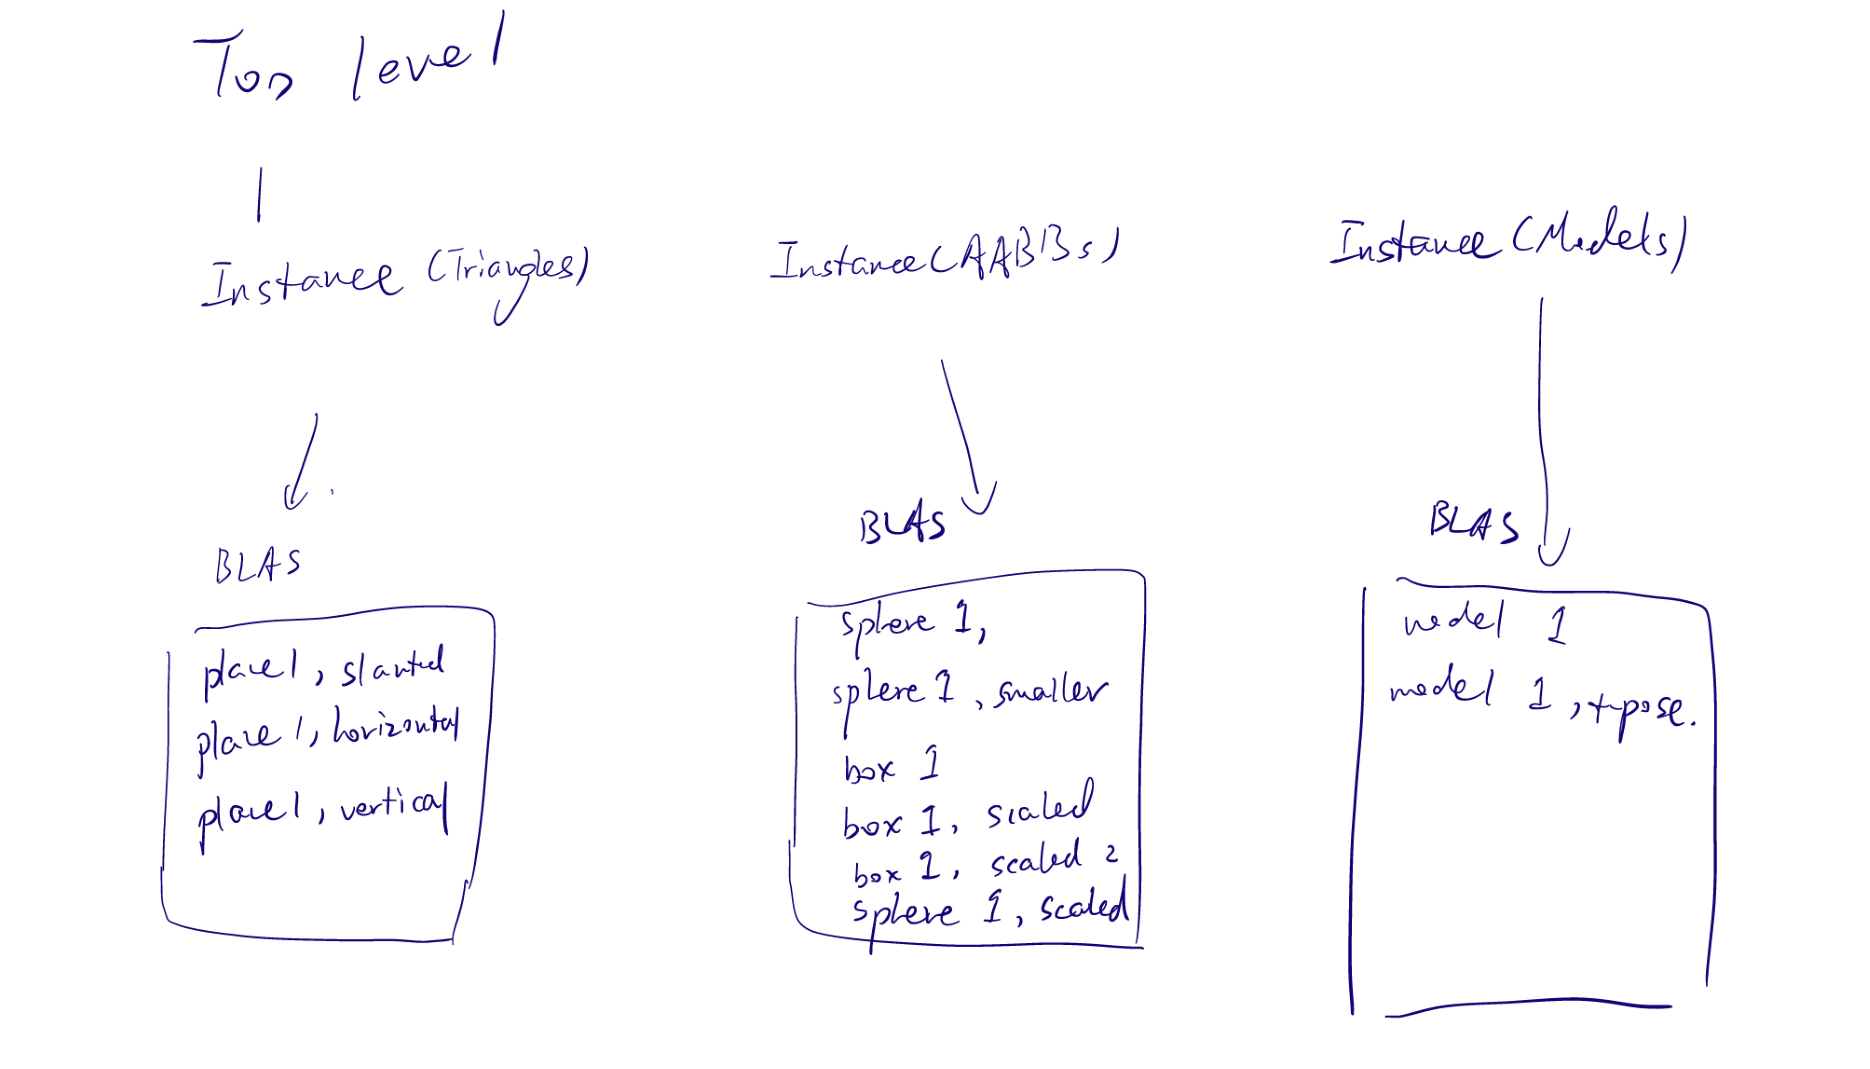 Top level
Instance (Triangles)
Instance (AABBs)
Instance (Models)
BLAS
plane 1, slanted
plane 1, horizontal
plane 1, vertical
BLAS
sphere 1,
sphere 1, smaller
box 1
box 1, scaled
box 1, scaled 2
sphere 1, scaled
BLAS
model 1
model 1, t-pose.